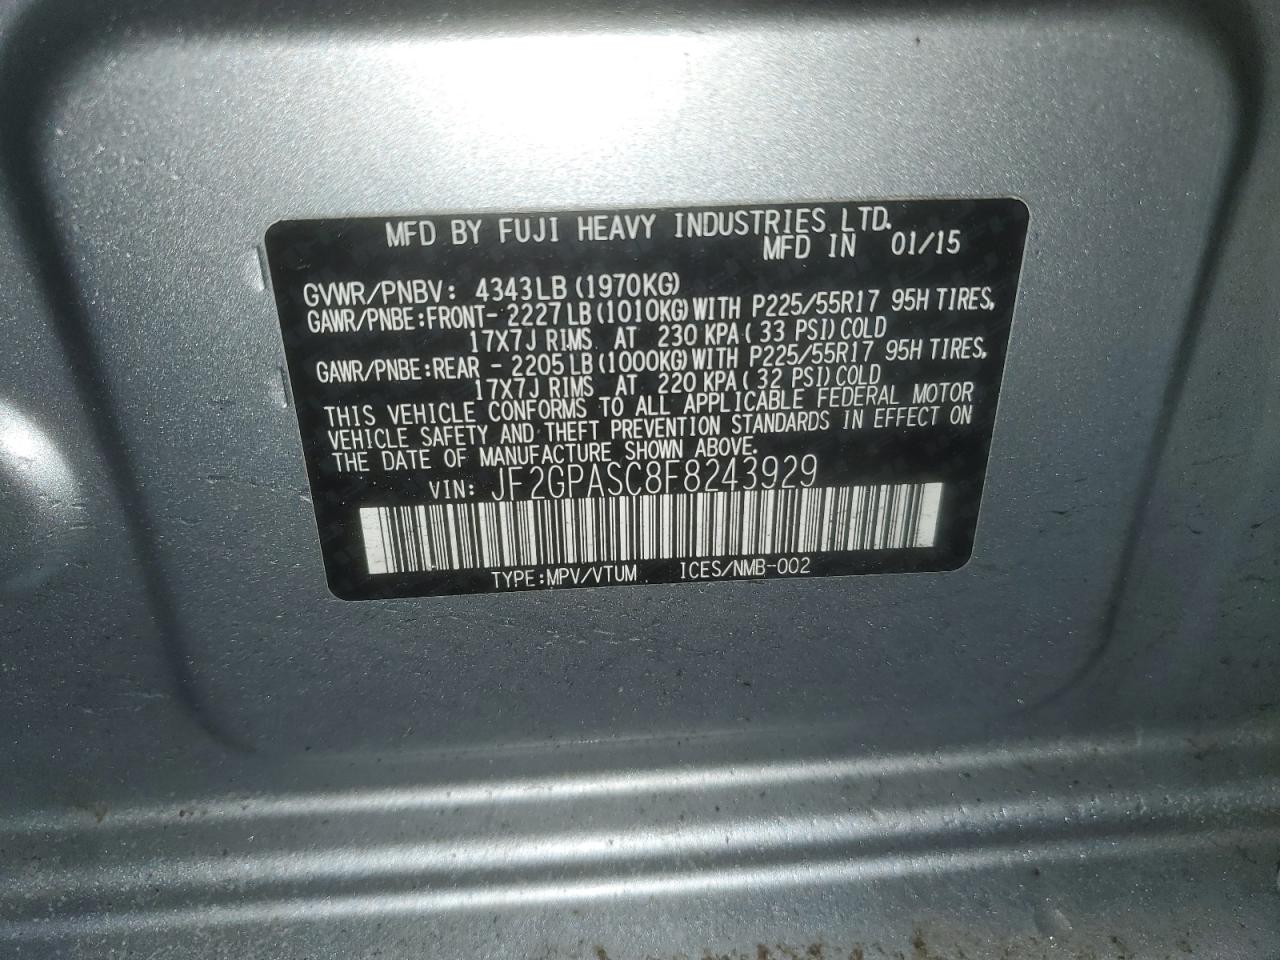 MFD BY FUJI HEAVY INDUSTRIES LTD.
MFD IN 01/15
GVWR/PNBV: 4343LB (1970KG)
GAWR/PNBE:FRONT- 2227LB (1010KG) WITH P225/55R17 95H TIRES,
17X7J RIMS AT 230 KPA( 33 PSI) COLD
GAWR/PNBE:REAR - 2205LB (1000KG) WITH P225/55R17 95H TIRES,
17X7J RIMS AT 220 KPA( 32 PSI) COLD
THIS VEHICLE CONFORMS TO ALL APPLICABLE FEDERAL MOTOR
VEHICLE SAFETY AND THEFT PREVENTION STANDARDS IN EFFECT ON
THE DATE OF MANUFACTURE SHOWN ABOVE.
VIN: JF2GPASC8F8243929
TYPE:MPV/VTUM ICES/NMB-002